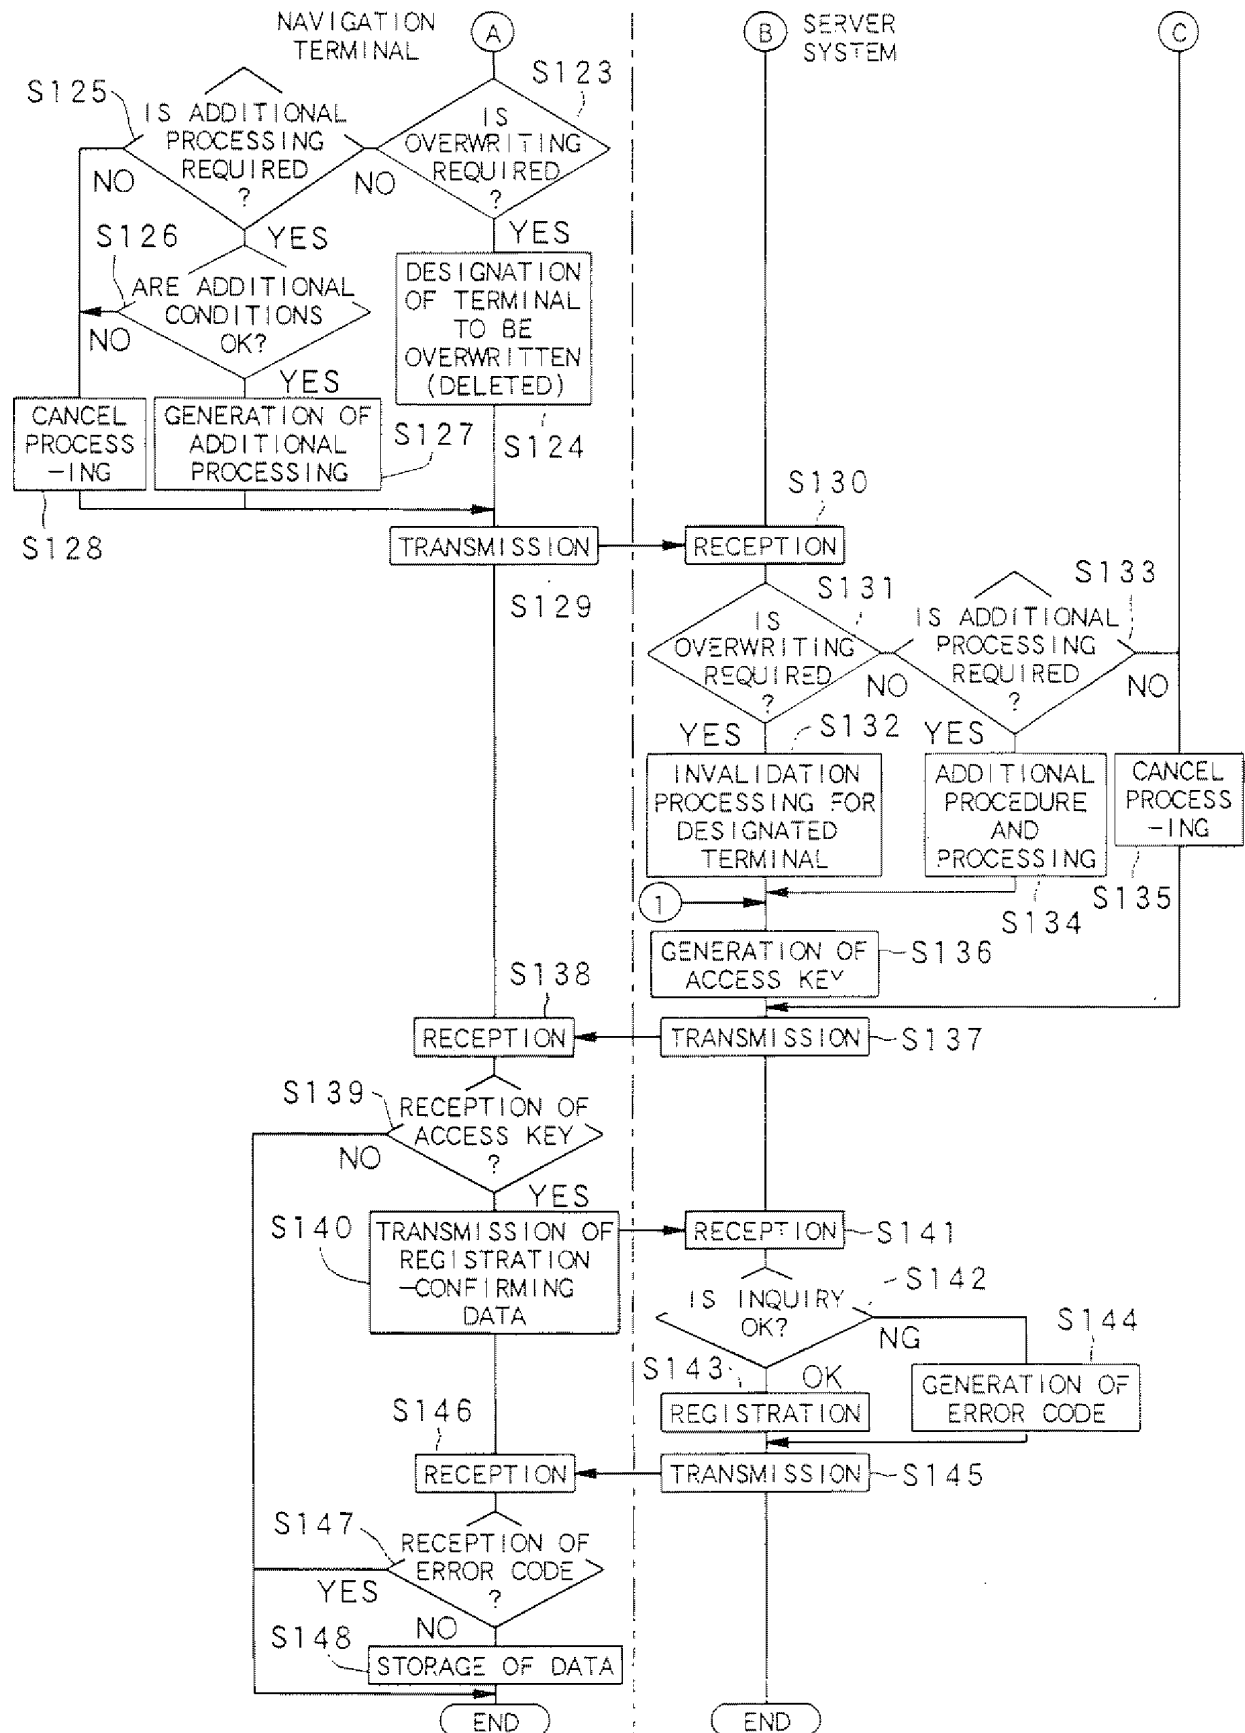 NAVIGATION
TERMINAL
A
B
SERVER
SYSTEM
C
S125
IS ADDITIONAL
PROCESSING
REQUIRED
?
NO
S123
IS
OVERWRITING
REQUIRED
?
NO
YES
S126
YES
ARE ADDITIONAL
CONDITIONS
OK?
NO
YES
DESIGNATION
OF TERMINAL
TO BE
OVERWRITTEN
(DELETED)
S124
CANCEL
PROCESS
-ING
S128
GENERATION OF
ADDITIONAL
PROCESSING
S127
TRANSMISSION
S129
S130
RECEPTION
S131
IS
OVERWRITING
REQUIRED
?
NO
YES
S133
IS ADDITIONAL
PROCESSING
REQUIRED
?
NO
YES
S132
INVALIDATION
PROCESSING FOR
DESIGNATED
TERMINAL
ADDITIONAL
PROCEDURE
AND
PROCESSING
S134
CANCEL
PROCESS
-ING
S135
1
GENERATION OF
ACCESS KEY
S136
S138
RECEPTION
TRANSMISSION
S137
S139
RECEPTION OF
ACCESS KEY
?
NO
YES
S140
TRANSMISSION OF
REGISTRATION
-CONFIRMING
DATA
RECEPTION
S141
S142
IS INQUIRY
OK?
NG
OK
S143
REGISTRATION
S144
GENERATION OF
ERROR CODE
S146
RECEPTION
TRANSMISSION
S145
S147
RECEPTION OF
ERROR CODE
?
YES
NO
S148
STORAGE OF DATA
END
END